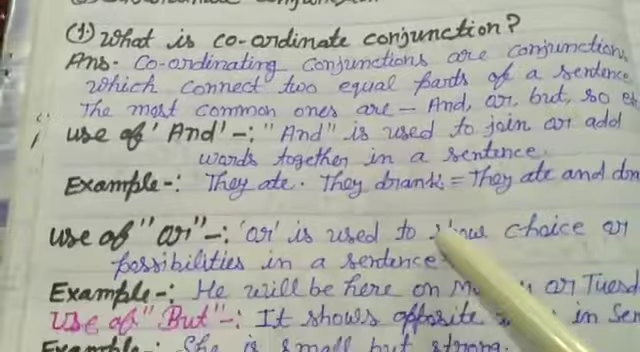 (1) What is co-ordinate conjunction?
Ans- Co-ordinating conjunctions are conjunctions
which connect two equal parts of a sentence
The most common ones are - And, or, but, so
use of 'And' -: "And" is used to join or add
words together in a sentence.
Example-: They ate. They drank = They ate and
use of "or"-: 'or' is used to choice or
possibilities in a sentence
Example-: He will be here on or
Use of "But"-: It shows opposite in
Example-: She is small but strong.